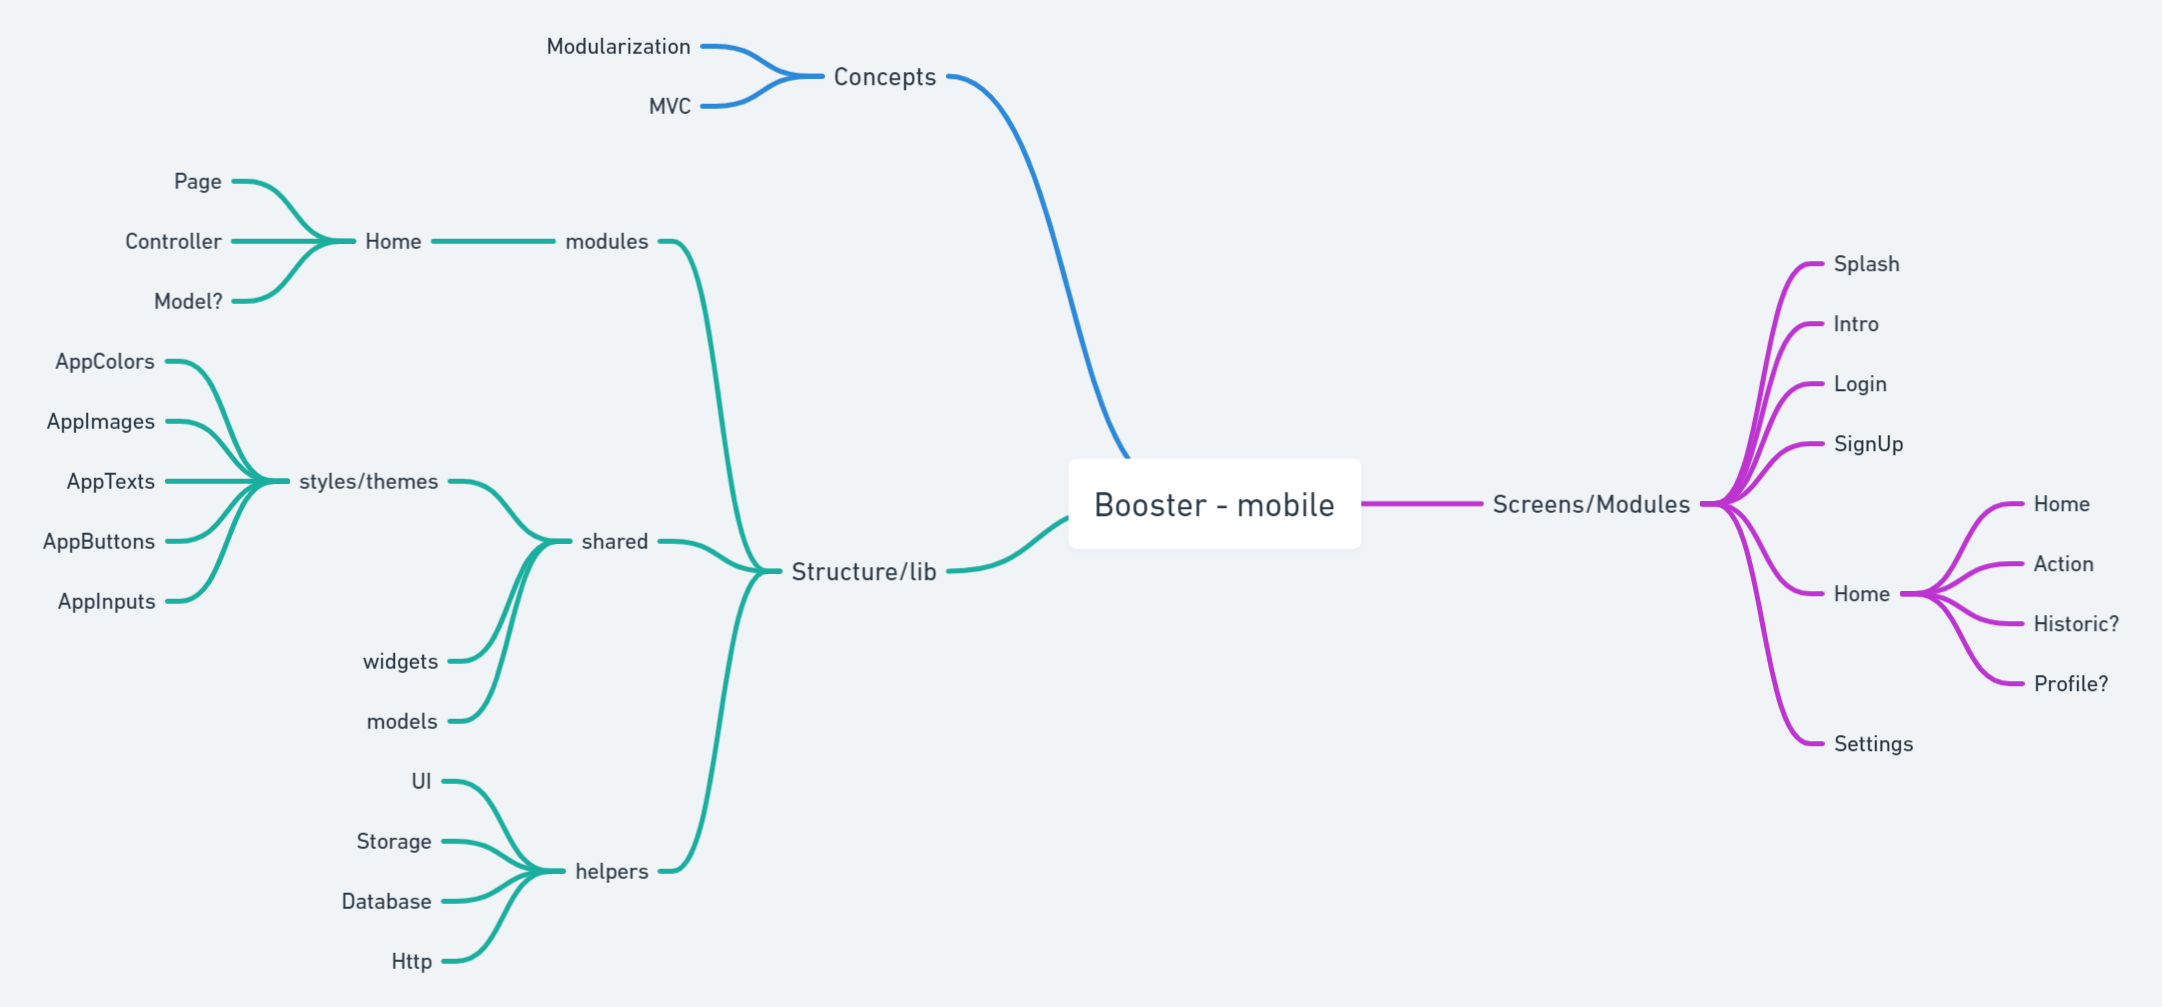 Booster - mobile
Concepts
Modularization
MVC
Structure/lib
modules
Home
Page
Controller
Model?
shared
styles/themes
AppColors
AppImages
AppTexts
AppButtons
AppInputs
widgets
models
helpers
UI
Storage
Database
Http
Screens/Modules
Splash
Intro
Login
SignUp
Home
Home
Action
Historic?
Profile?
Settings